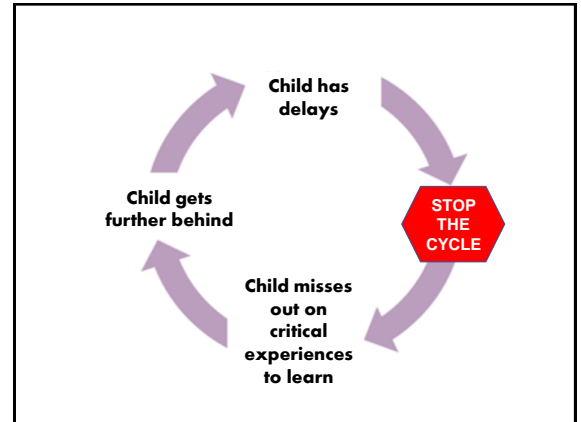 Child has
delays
STOP
THE
CYCLE
Child misses
out on
critical
experiences
to learn
Child gets
further behind